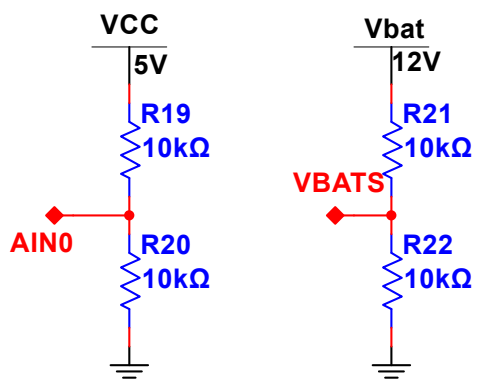 VCC
5V
R19
10kΩ
AIN0
R20
10kΩ
Vbat
12V
R21
10kΩ
VBATS
R22
10kΩ